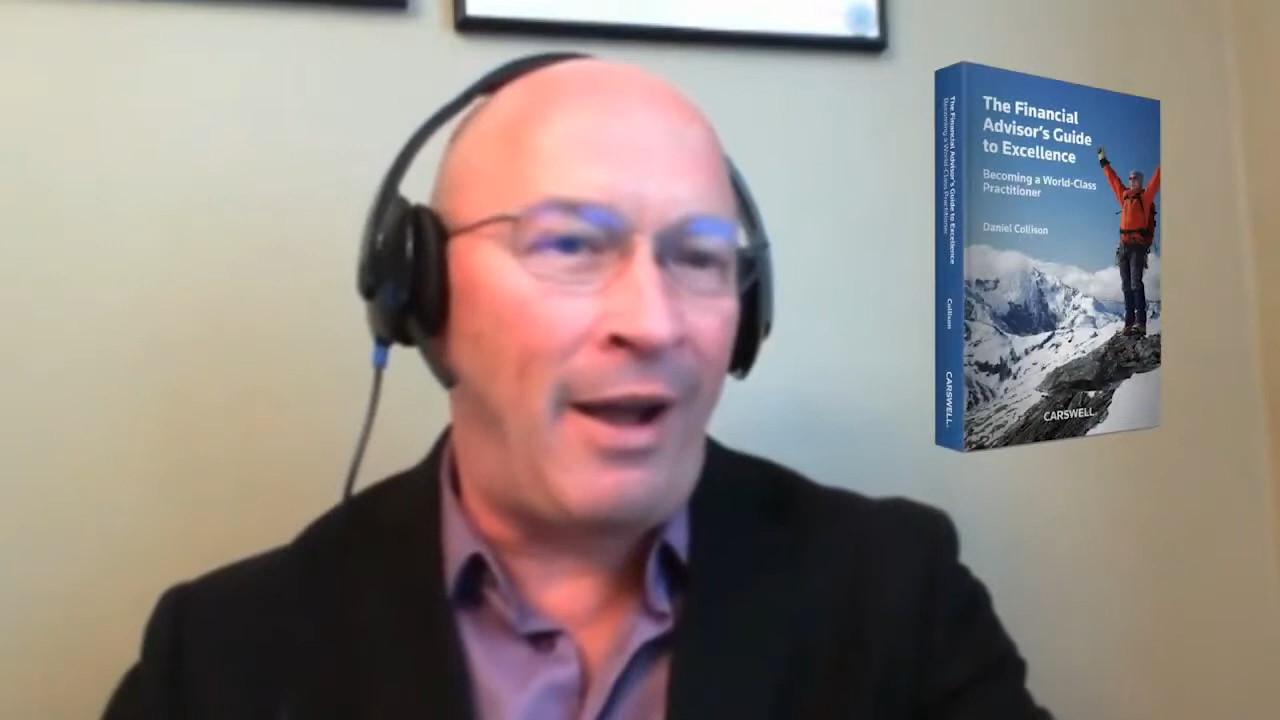 The Financial
Advisor's Guide
to Excellence
Becoming a World-Class
Practitioner
Daniel Collison
CARSWELL
The Financial Advisor's Guide to Excellence
Becoming a World-Class Practitioner
Collison
CARSWELL.